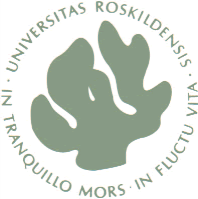 · UNIVERSITAS ROSKILDENSIS ·
IN TRANQUILLO MORS · IN FLUCTU VITA